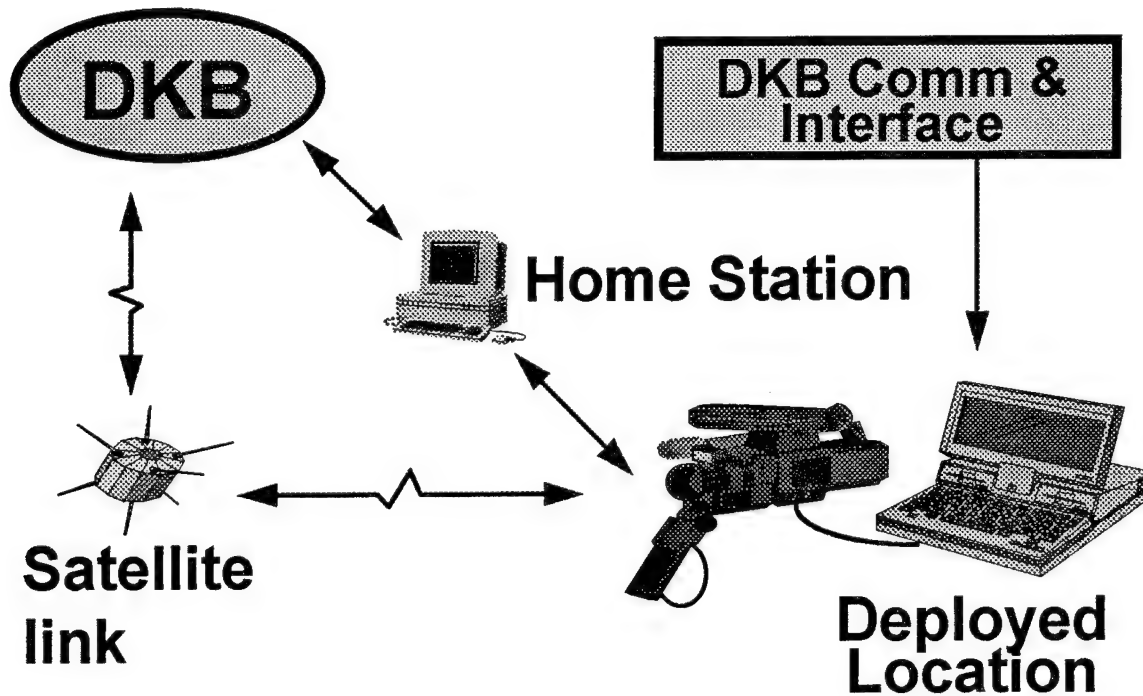 DKB
DKB Comm &
Interface
Home Station
Satellite
link
Deployed
Location